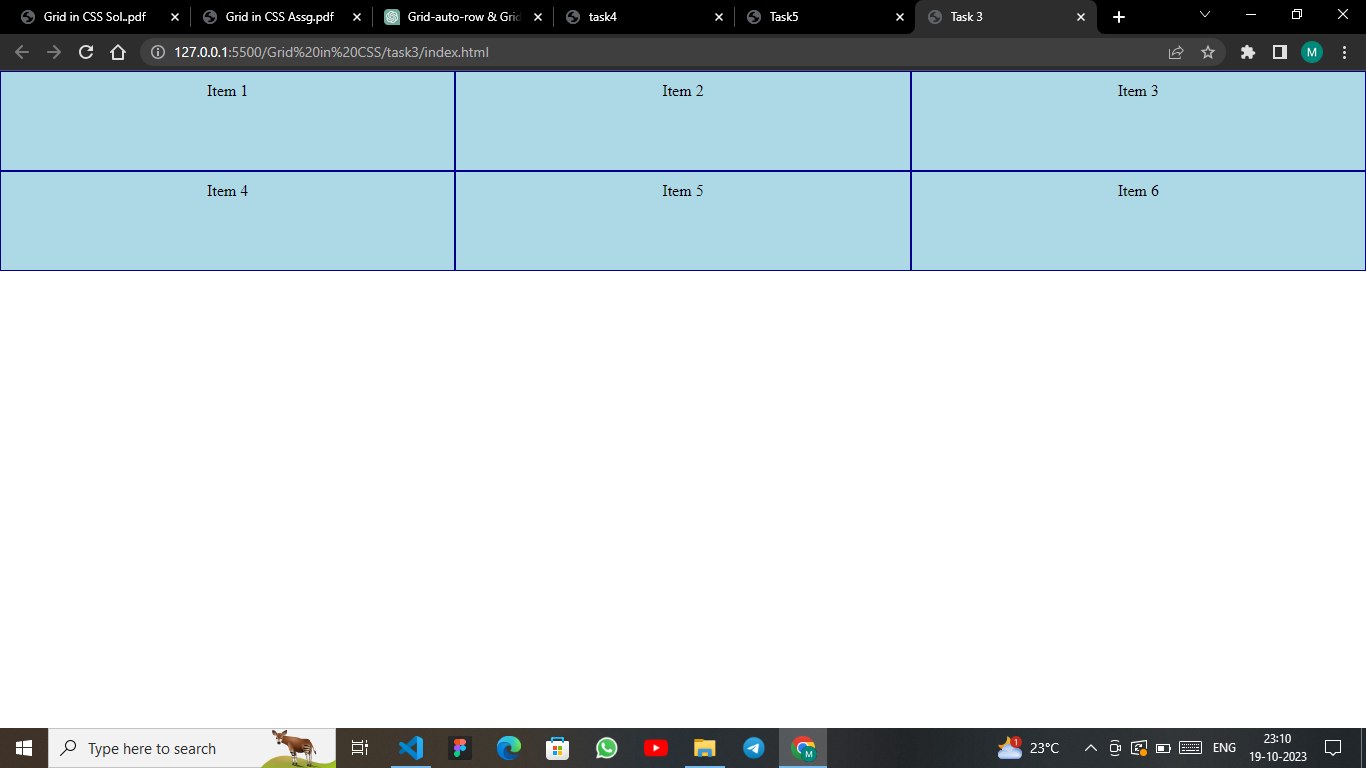 Grid in CSS Sol..pdf
Grid in CSS Assg.pdf
Grid-auto-row & Grid
task4
Task5
Task 3
127.0.0.1:5500/Grid%20in%20CSS/task3/index.html
M
Item 1
Item 2
Item 3
Item 4
Item 5
Item 6
Type here to search
M
1
23°C
ENG
23:10
19-10-2023